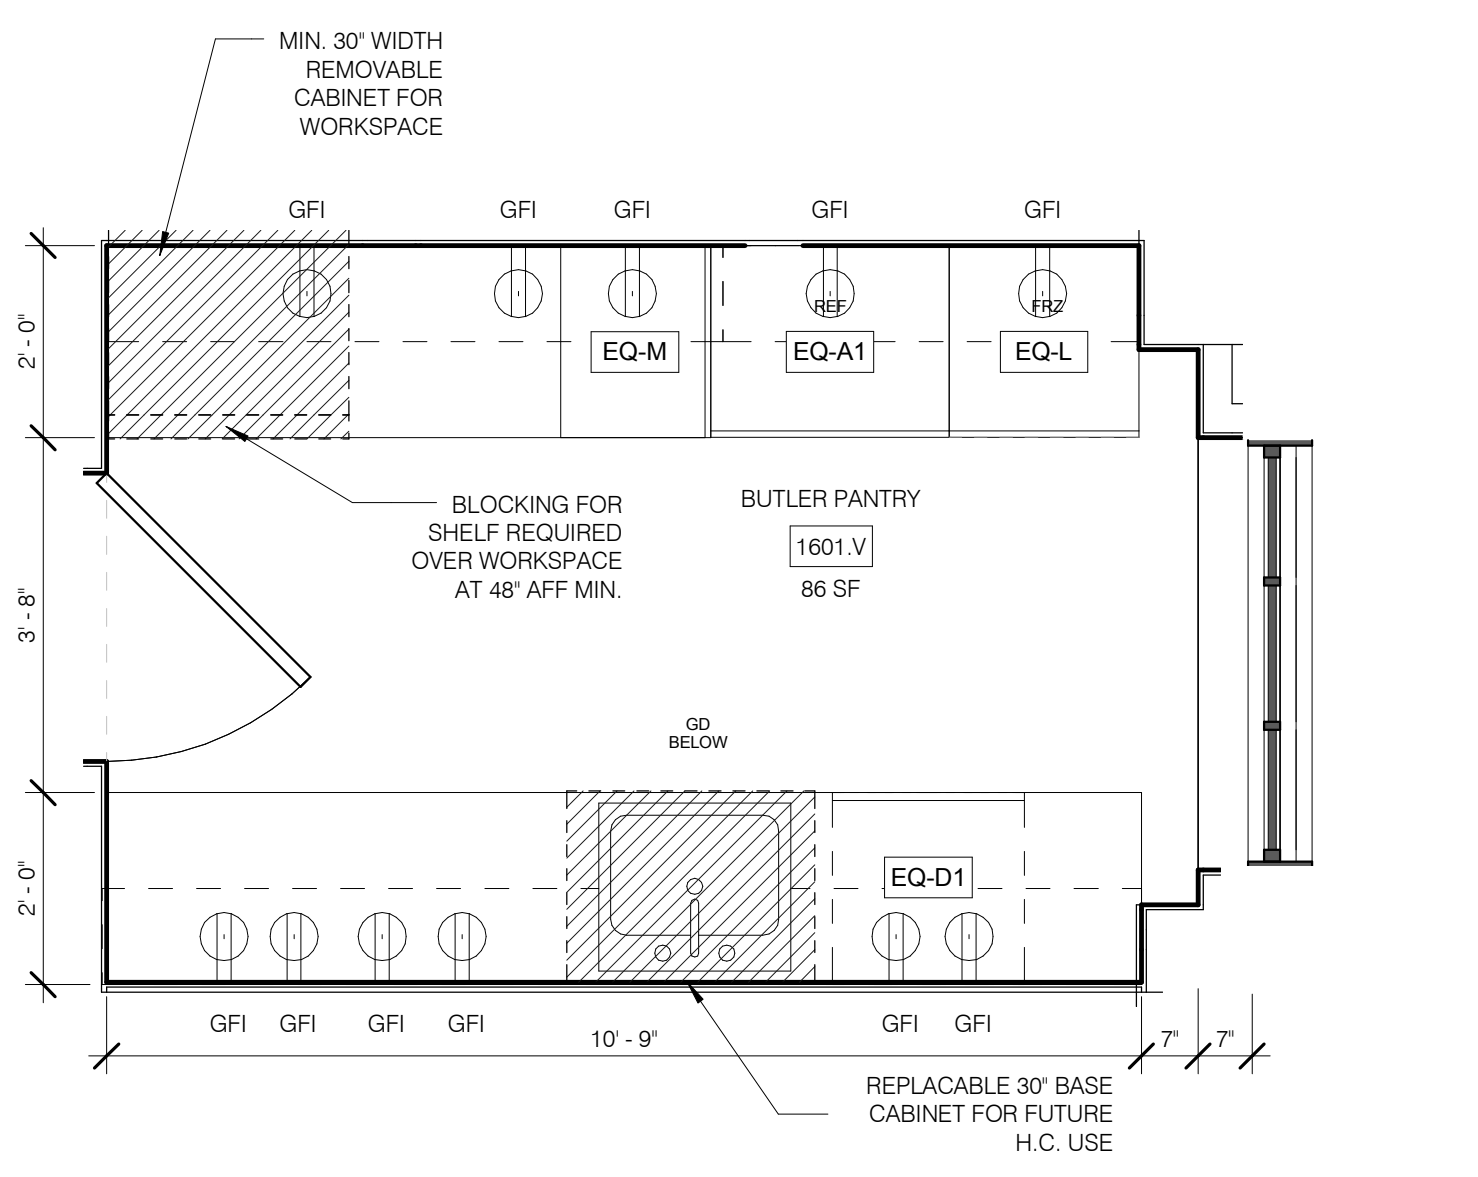 MIN. 30" WIDTH
REMOVABLE
CABINET FOR
WORKSPACE
GFI
GFI
GFI
GFI
GFI
2' - 0"
REF
FRZ
EQ-M
EQ-A1
EQ-L
BLOCKING FOR
SHELF REQUIRED
OVER WORKSPACE
AT 48" AFF MIN.
BUTLER PANTRY
1601.V
86 SF
3' - 8"
GD
BELOW
2' - 0"
EQ-D1
GFI
GFI
GFI
GFI
GFI
GFI
10' - 9"
7"
7"
REPLACABLE 30" BASE
CABINET FOR FUTURE
H.C. USE